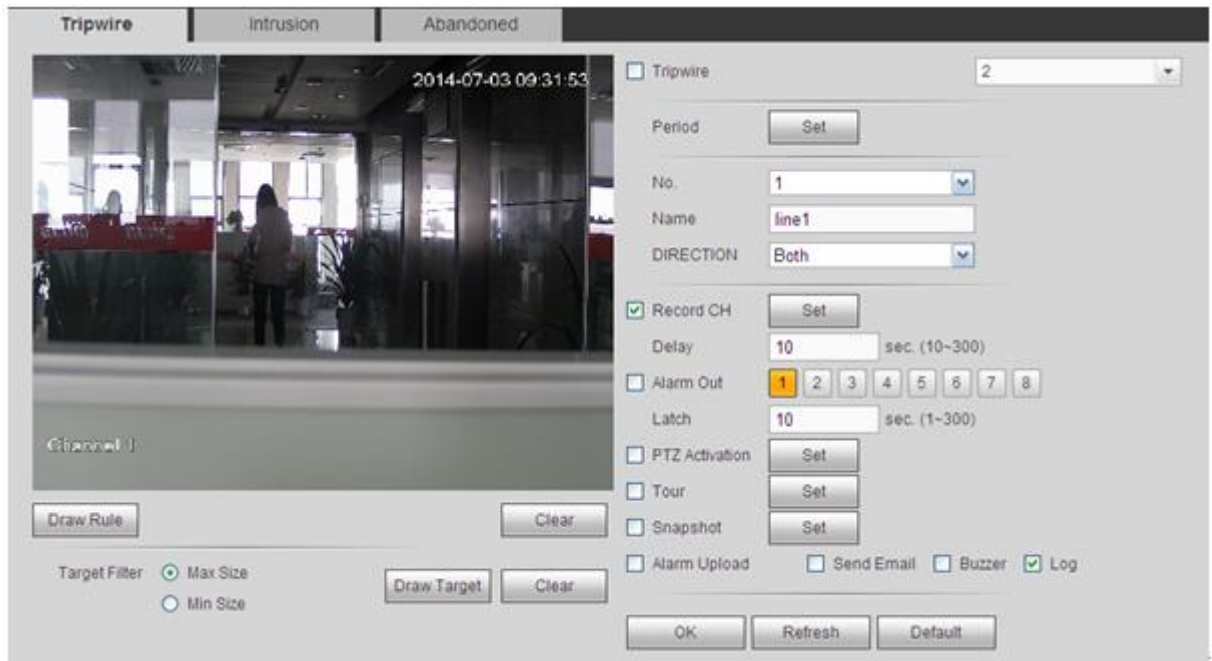 Tripwire
Intrusion
Abandoned
2014-07-03 09:31:53
Channel 1
Draw Rule
Clear
Target Filter
Max Size
Min Size
Draw Target
Clear
Tripwire
2
Period
Set
No.
1
Name
line1
DIRECTION
Both
Record CH
Set
Delay
10
sec. (10~300)
Alarm Out
1 2 3 4 5 6 7 8
Latch
10
sec. (1~300)
PTZ Activation
Set
Tour
Set
Snapshot
Set
Alarm Upload
Send Email
Buzzer
Log
OK
Refresh
Default